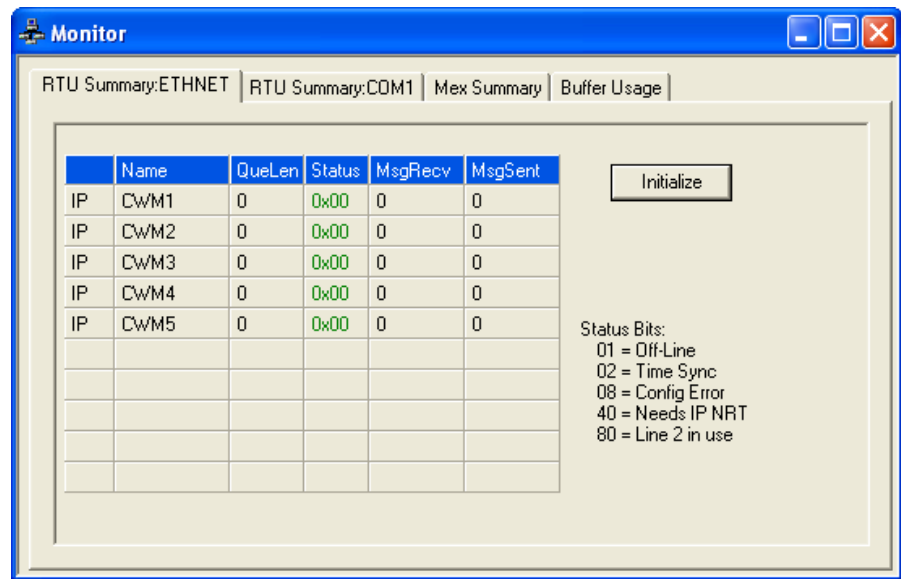 Monitor
RTU Summary:ETHNET RTU Summary:COM1 Mex Summary Buffer Usage
Name QueLen Status MsgRecv MsgSent
IP CWM1 0 0x00 0 0
IP CWM2 0 0x00 0 0
IP CWM3 0 0x00 0 0
IP CWM4 0 0x00 0 0
IP CWM5 0 0x00 0 0
Initialize
Status Bits:
01 = Off-Line
02 = Time Sync
08 = Config Error
40 = Needs IP NRT
80 = Line 2 in use